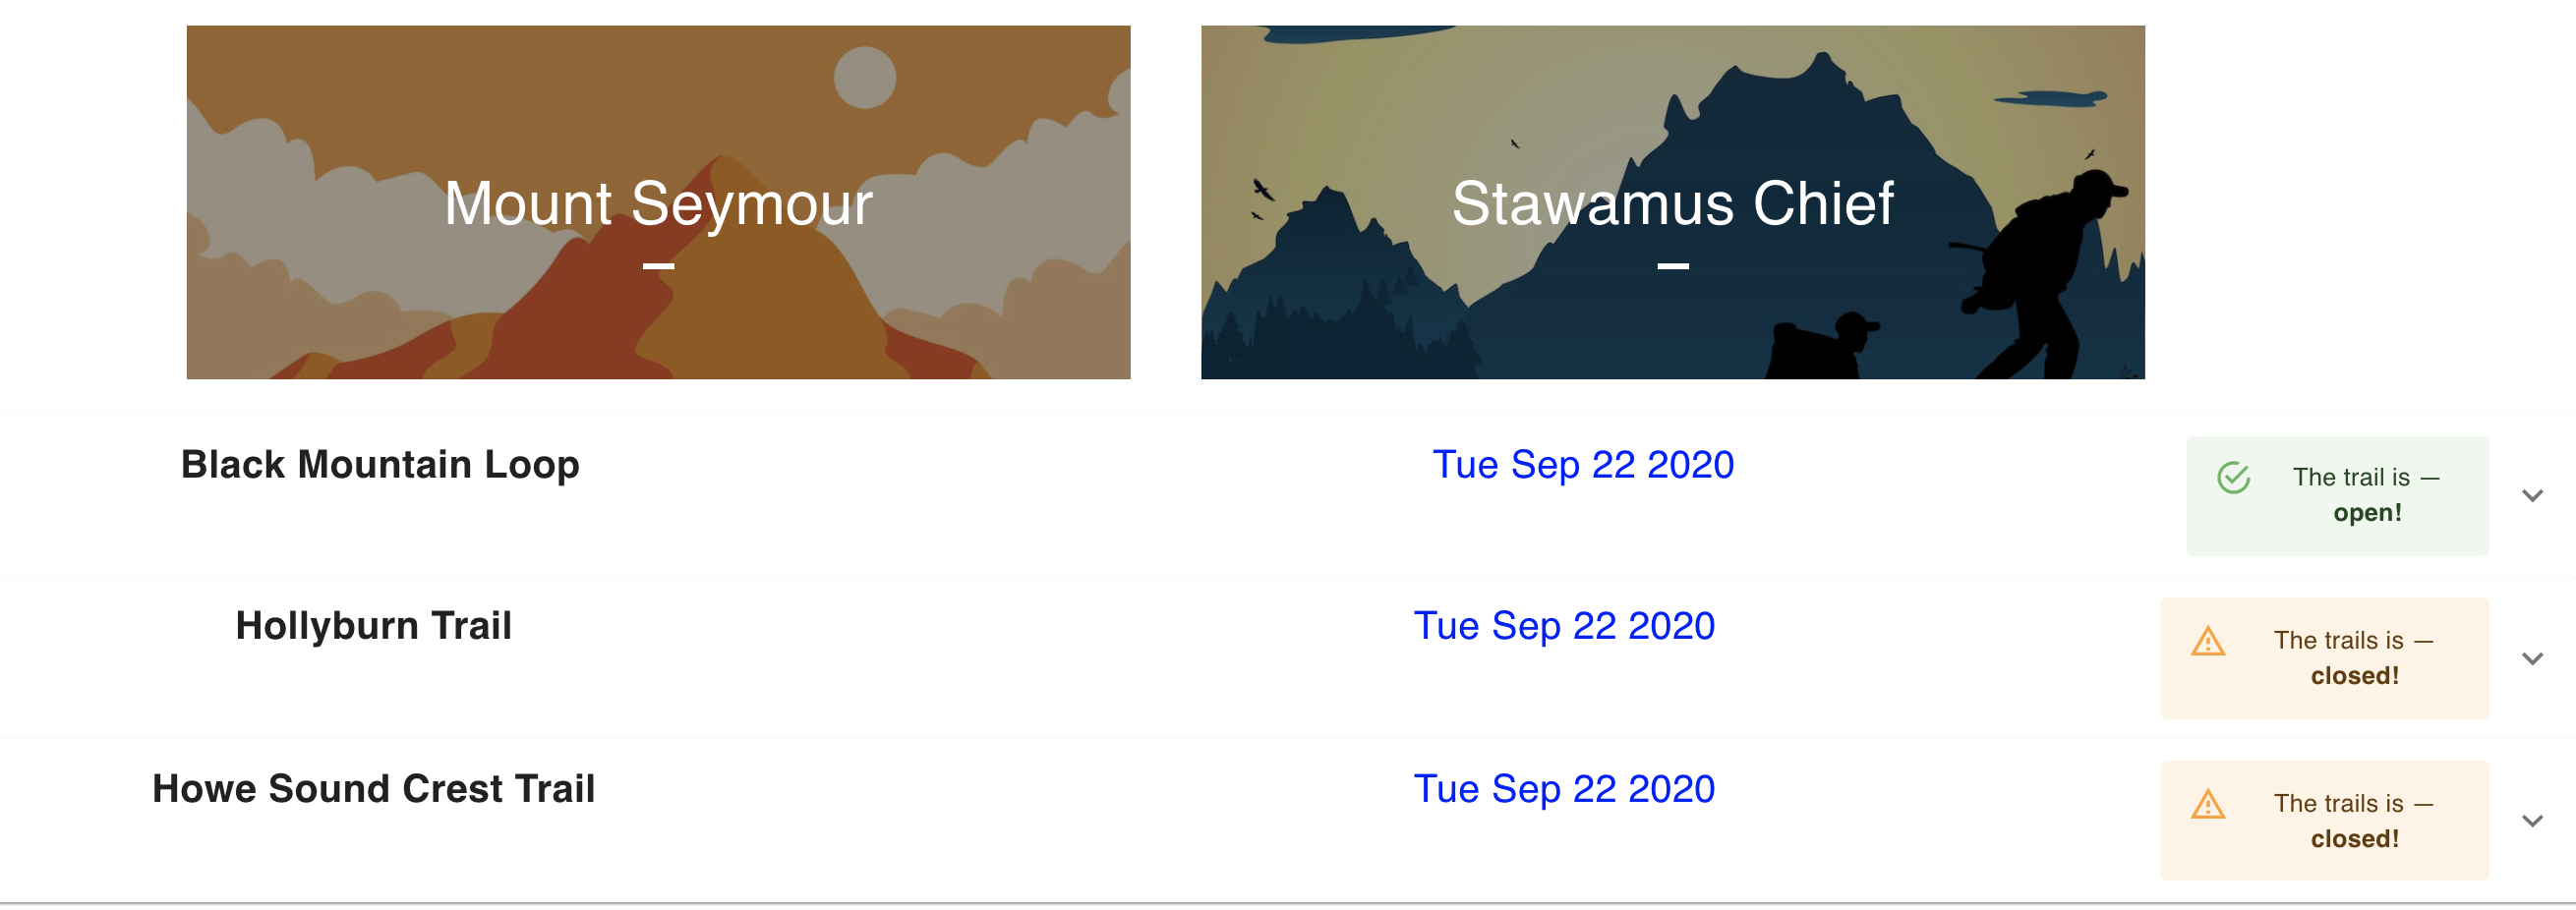 Mount Seymour
Stawamus Chief
Black Mountain Loop
Tue Sep 22 2020
The trail is —
open!
Hollyburn Trail
Tue Sep 22 2020
The trails is —
closed!
Howe Sound Crest Trail
Tue Sep 22 2020
The trails is —
closed!